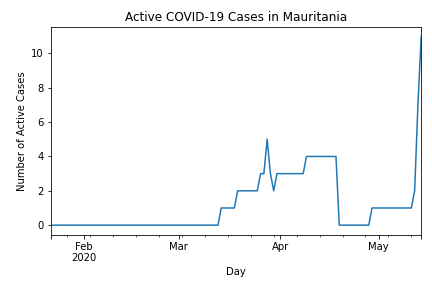 Active COVID-19 Cases in Mauritania
Number of Active Cases
10
8
6
4
2
0
Feb Mar Apr May
2020
Day